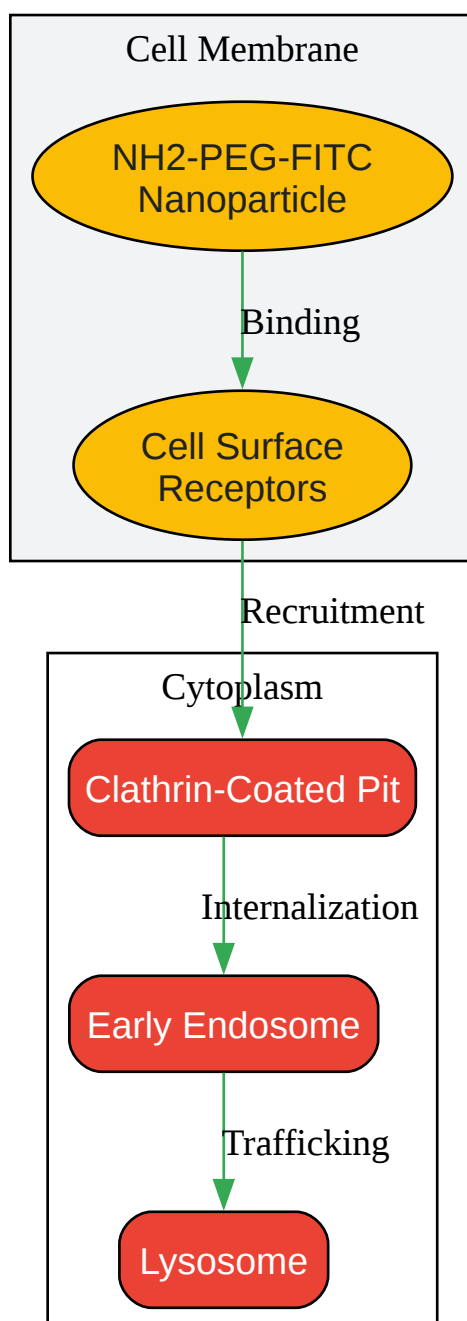 Cell Membrane
NH2-PEG-FITC
Nanoparticle
Binding
Cell Surface
Receptors
Recruitment
Cytoplasm
Clathrin-Coated Pit
Internalization
Early Endosome
Trafficking
Lysosome